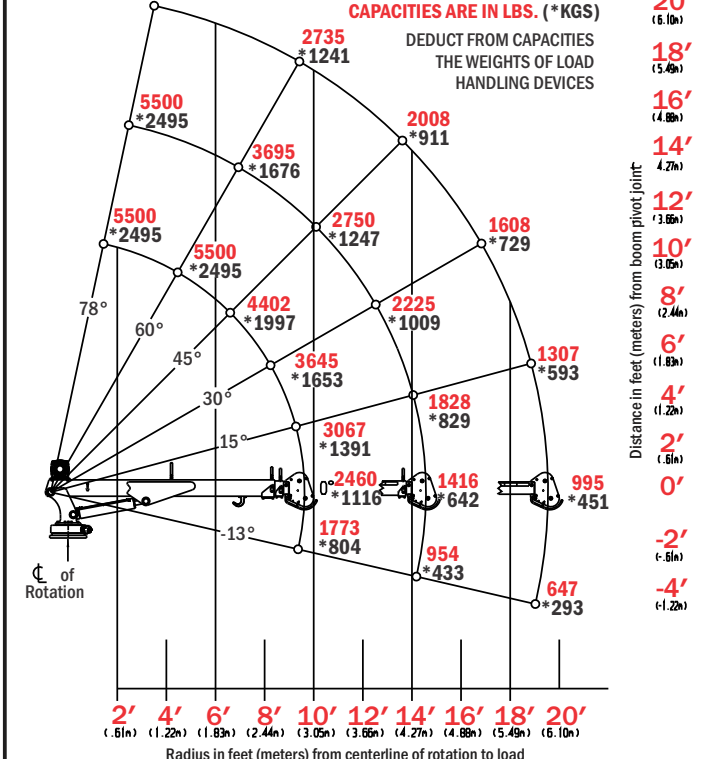 CAPACITIES ARE IN LBS. (*KGS)
DEDUCT FROM CAPACITIES
THE WEIGHTS OF LOAD
HANDLING DEVICES
2735
*1241
5500
*2495
2008
*911
3695
*1676
5500
*2495
5500
*2495
2750
*1247
1608
*729
4402
*1997
2225
*1009
3645
*1653
1307
*593
3067
*1391
1828
*829
2460
*1116
1416
*642
995
*451
1773
*804
954
*433
647
*293
78°
60°
45°
30°
15°
0°
-13°
℄ of
Rotation
20'
(6.10m)
18'
(5.49m)
16'
(4.88m)
14'
4.27m)
12'
(3.66m)
10'
(3.05m)
8'
(2.44m)
6'
(1.83m)
4'
(1.22m)
2'
(.61m)
0'
-2'
(-.61m)
-4'
(-1.22m)
Distance in feet (meters) from boom pivot joint
2' 4' 6' 8' 10' 12' 14' 16' 18' 20'
(.61m) (1.22m) (1.83m) (2.44m) (3.05m) (3.66m) (4.27m) (4.88m) (5.49m) (6.10m)
Radius in feet (meters) from centerline of rotation to load